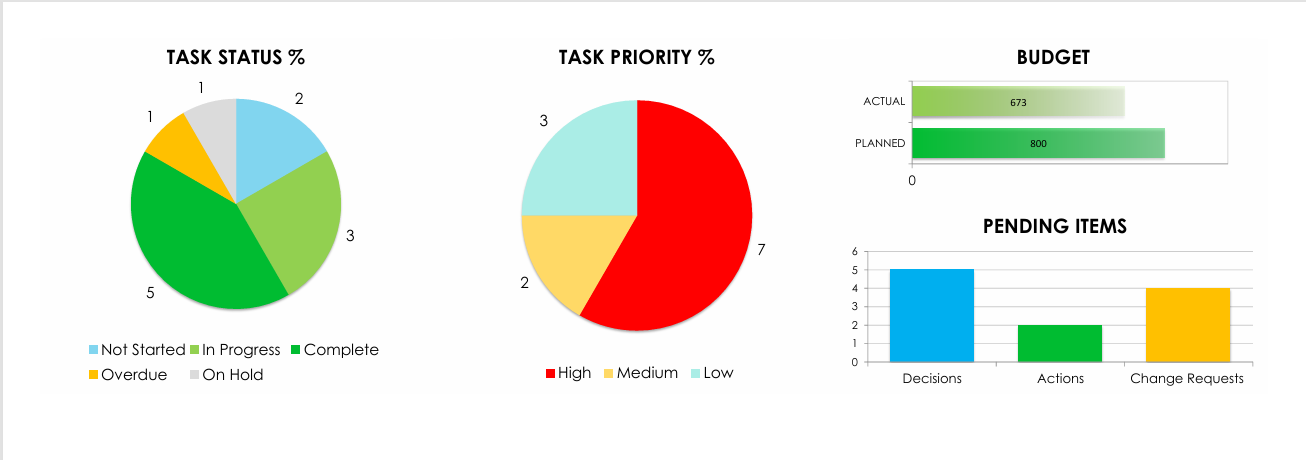 TASK STATUS %
1
2
1
3
5
Not Started In Progress Complete
Overdue On Hold
TASK PRIORITY %
3
7
2
High Medium Low
BUDGET
ACTUAL 673
PLANNED 800
0
PENDING ITEMS
6
5
4
3
2
1
0
Decisions Actions Change Requests